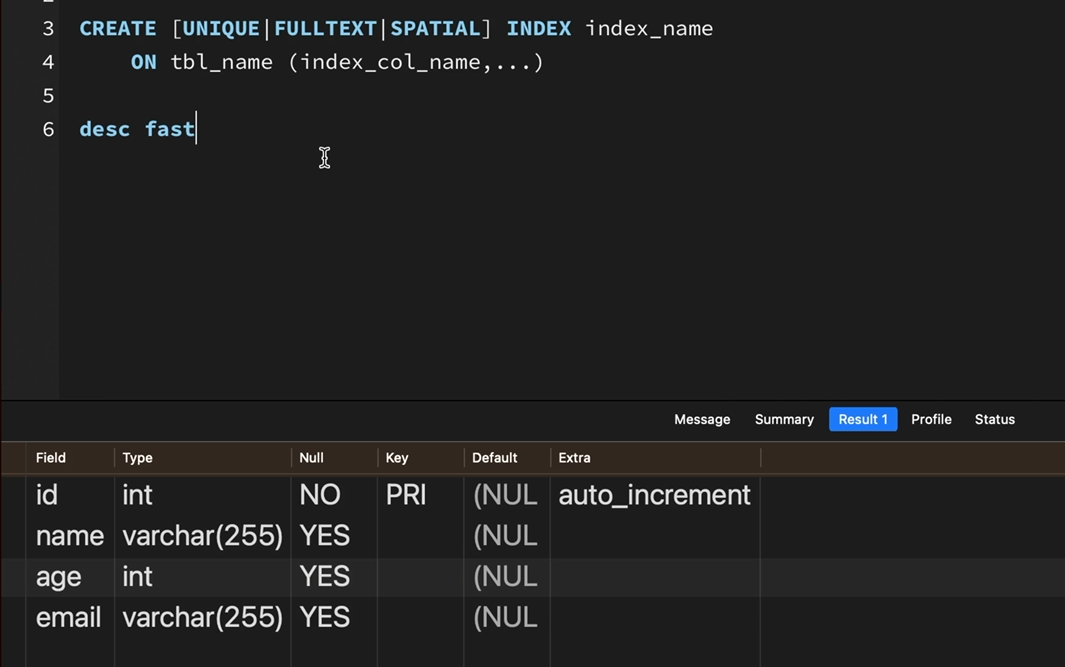 3 CREATE [UNIQUE|FULLTEXT|SPATIAL] INDEX index_name
4 ON tbl_name (index_col_name,...)
5
6 desc fast
Message Summary Result 1 Profile Status
Field Type Null Key Default Extra
id int NO PRI (NUL auto_increment
name varchar(255) YES (NUL
age int YES (NUL
email varchar(255) YES (NUL